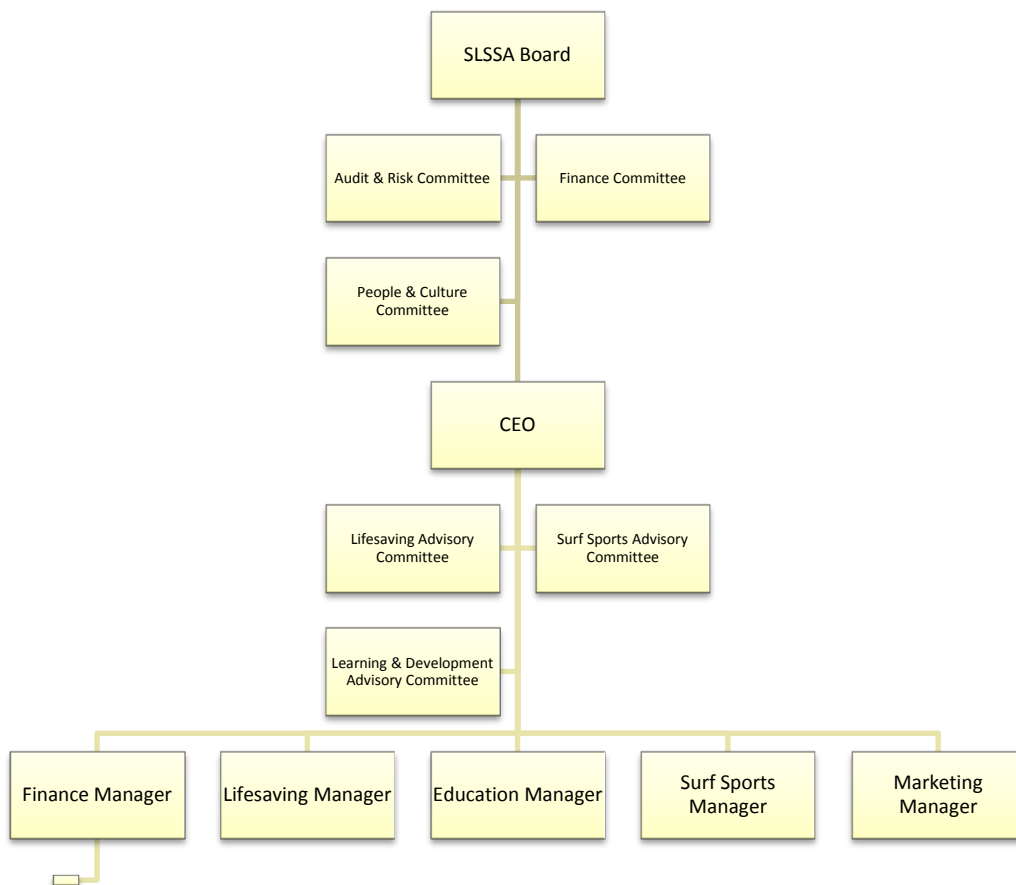 SLSSA Board
Audit & Risk Committee
Finance Committee
People & Culture
Committee
CEO
Lifesaving Advisory
Committee
Surf Sports Advisory
Committee
Learning & Development
Advisory Committee
Finance Manager
Lifesaving Manager
Education Manager
Surf Sports
Manager
Marketing
Manager